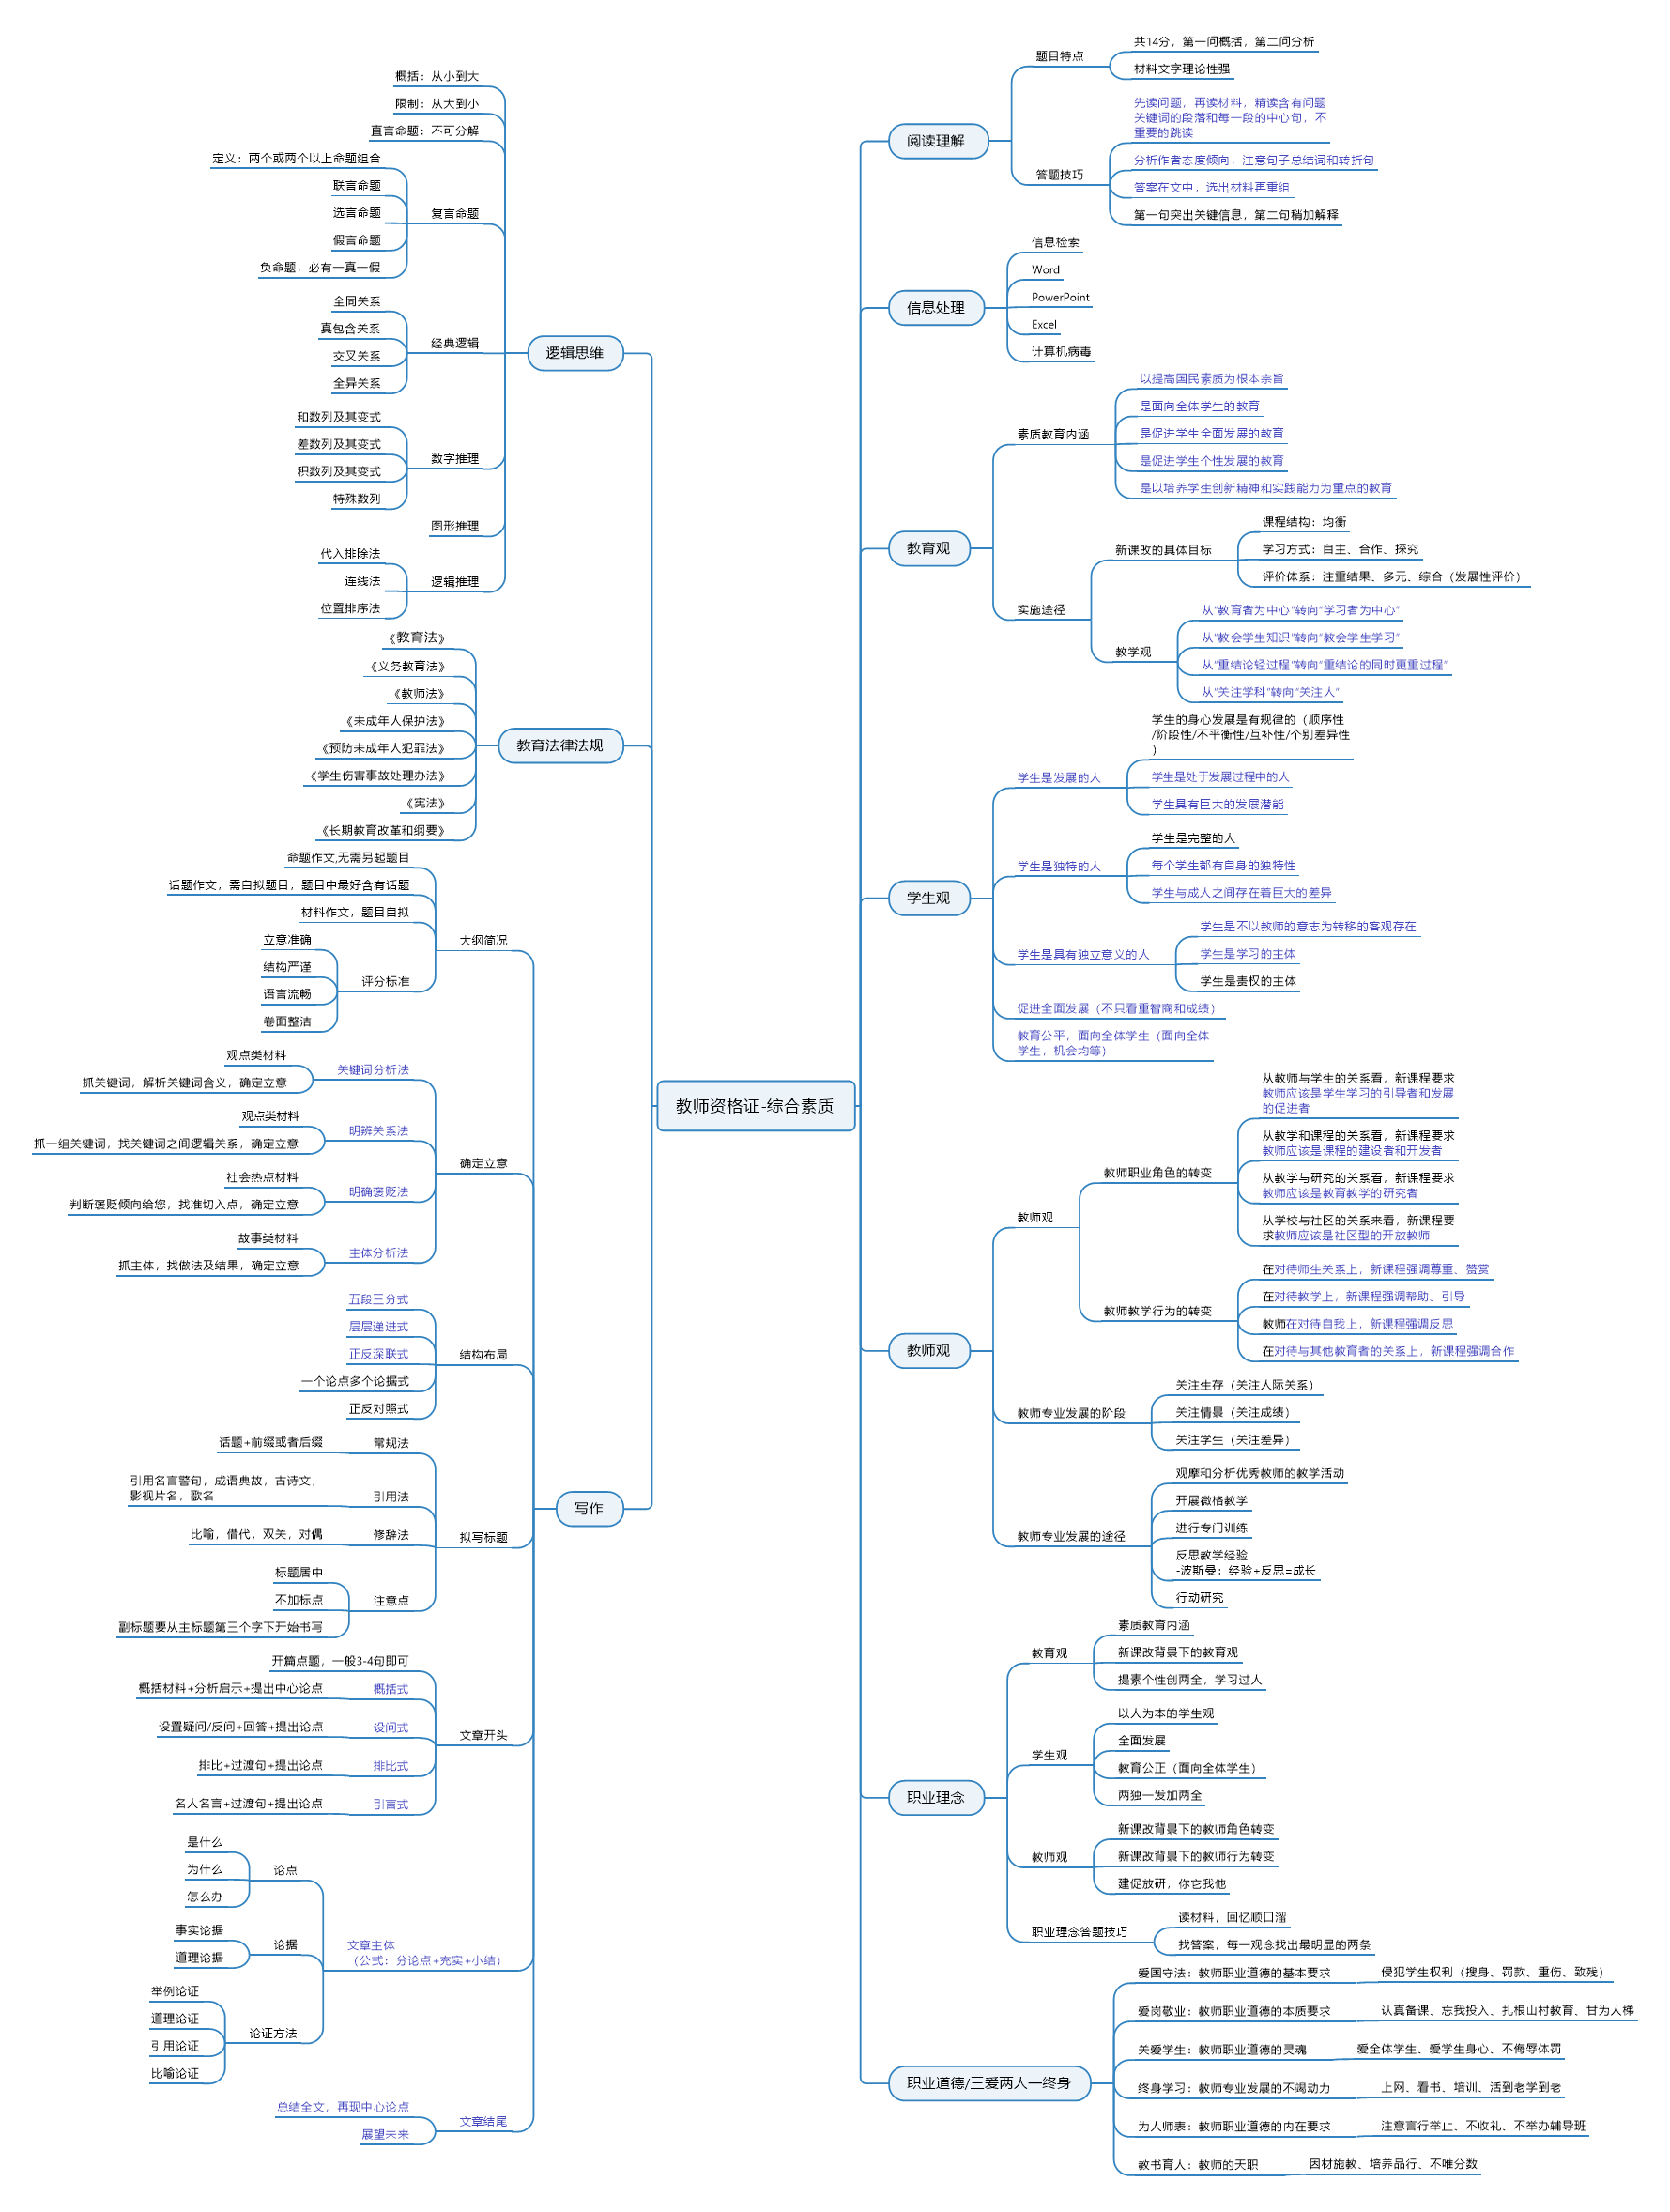 教师资格证-综合素质
阅读理解
题目特点
共14分，第一问概括，第二问分析
材料文字理论性强
答题技巧
先读问题，再读材料，精读含有问题
关键词的段落和每一段的中心句，不
重要的跳读
分析作者态度倾向，注意句子总结词和转折句
答案在文中，选出材料再重组
第一句突出关键信息，第二句稍加解释
信息处理
信息检索
Word
PowerPoint
Excel
计算机病毒
教育观
素质教育内涵
以提高国民素质为根本宗旨
是面向全体学生的教育
是促进学生全面发展的教育
是促进学生个性发展的教育
是以培养学生创新精神和实践能力为重点的教育
实施途径
新课改的具体目标
课程结构：均衡
学习方式：自主、合作、探究
评价体系：注重结果、多元、综合（发展性评价）
教学观
从“教育者为中心”转向“学习者为中心”
从“教会学生知识”转向“教会学生学习”
从“重结论轻过程”转向“重结论的同时更重过程”
从“关注学科”转向“关注人”
学生观
学生是发展的人
学生的身心发展是有规律的（顺序性
/阶段性/不平衡性/互补性/个别差异性
）
学生是处于发展过程中的人
学生具有巨大的发展潜能
学生是独特的人
学生是完整的人
每个学生都有自身的独特性
学生与成人之间存在着巨大的差异
学生是具有独立意义的人
学生是不以教师的意志为转移的客观存在
学生是学习的主体
学生是责权的主体
促进全面发展（不只看重智商和成绩）
教育公平，面向全体学生（面向全体
学生，机会均等）
教师观
教师观
教师职业角色的转变
从教师与学生的关系看，新课程要求
教师应该是学生学习的引导者和发展
的促进者
从教学和课程的关系看，新课程要求
教师应该是课程的建设者和开发者
从教学与研究的关系看，新课程要求
教师应该是教育教学的研究者
从学校与社区的关系来看，新课程要
求教师应该是社区型的开放教师
教师教学行为的转变
在对待师生关系上，新课程强调尊重、赞赏
在对待教学上，新课程强调帮助、引导
教师在对待自我上，新课程强调反思
在对待与其他教育者的关系上，新课程强调合作
教师专业发展的阶段
关注生存（关注人际关系）
关注情景（关注成绩）
关注学生（关注差异）
教师专业发展的途径
观摩和分析优秀教师的教学活动
开展微格教学
进行专门训练
反思教学经验
-波斯曼：经验+反思=成长
行动研究
职业理念
教育观
素质教育内涵
新课改背景下的教育观
提素个性创两全，学习过人
学生观
以人为本的学生观
全面发展
教育公正（面向全体学生）
两独一发加两全
教师观
新课改背景下的教师角色转变
新课改背景下的教师行为转变
建促放研，你它我他
职业理念答题技巧
读材料，回忆顺口溜
找答案，每一观念找出最明显的两条
职业道德/三爱两人一终身
爱国守法：教师职业道德的基本要求
侵犯学生权利（搜身、罚款、重伤、致残）
爱岗敬业：教师职业道德的本质要求
认真备课、忘我投入、扎根山村教育、甘为人梯
关爱学生：教师职业道德的灵魂
爱全体学生、爱学生身心、不侮辱体罚
终身学习：教师专业发展的不竭动力
上网、看书、培训、活到老学到老
为人师表：教师职业道德的内在要求
注意言行举止、不收礼、不举办辅导班
教书育人：教师的天职
因材施教、培养品行、不唯分数
逻辑思维
概括：从小到大
限制：从大到小
直言命题：不可分解
复言命题
定义：两个或两个以上命题组合
联言命题
选言命题
假言命题
负命题，必有一真一假
经典逻辑
全同关系
真包含关系
交叉关系
全异关系
数字推理
和数列及其变式
差数列及其变式
积数列及其变式
特殊数列
图形推理
逻辑推理
代入排除法
连线法
位置排序法
教育法律法规
《教育法》
《义务教育法》
《教师法》
《未成年人保护法》
《预防未成年人犯罪法》
《学生伤害事故处理办法》
《宪法》
《长期教育改革和纲要》
写作
大纲简况
命题作文,无需另起题目
话题作文，需自拟题目，题目中最好含有话题
材料作文，题目自拟
评分标准
立意准确
结构严谨
语言流畅
卷面整洁
确定立意
关键词分析法
观点类材料
抓关键词，解析关键词含义，确定立意
明辨关系法
观点类材料
抓一组关键词，找关键词之间逻辑关系，确定立意
明确褒贬法
社会热点材料
判断褒贬倾向给您，找准切入点，确定立意
主体分析法
故事类材料
抓主体，找做法及结果，确定立意
结构布局
五段三分式
层层递进式
正反深联式
一个论点多个论据式
正反对照式
拟写标题
常规法
话题+前缀或者后缀
引用法
引用名言警句，成语典故，古诗文，
影视片名，歌名
修辞法
比喻，借代，双关，对偶
注意点
标题居中
不加标点
副标题要从主标题第三个字下开始书写
文章开头
开篇点题，一般3-4句即可
概括式
概括材料+分析启示+提出中心论点
设问式
设置疑问/反问+回答+提出论点
排比式
排比+过渡句+提出论点
引言式
名人名言+过渡句+提出论点
文章主体
（公式：分论点+充实+小结）
论点
是什么
为什么
怎么办
论据
事实论据
道理论据
论证方法
举例论证
道理论证
引用论证
比喻论证
文章结尾
总结全文，再现中心论点
展望未来